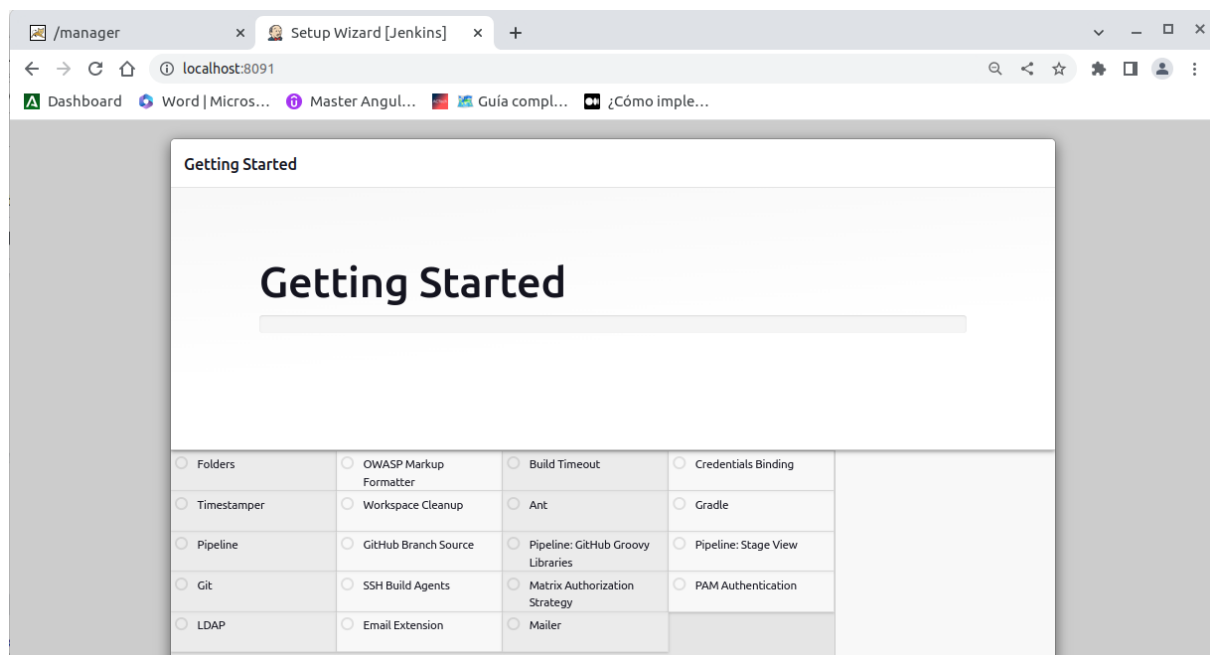 /manager
Setup Wizard [Jenkins]
localhost:8091
Dashboard Word | Micros... Master Angul... Guía compl... ¿Cómo imple...
Getting Started
Getting Started
Folders OWASP Markup Formatter Build Timeout Credentials Binding
Timestamper Workspace Cleanup Ant Gradle
Pipeline GitHub Branch Source Pipeline: GitHub Groovy Libraries Pipeline: Stage View
Git SSH Build Agents Matrix Authorization Strategy PAM Authentication
LDAP Email Extension Mailer